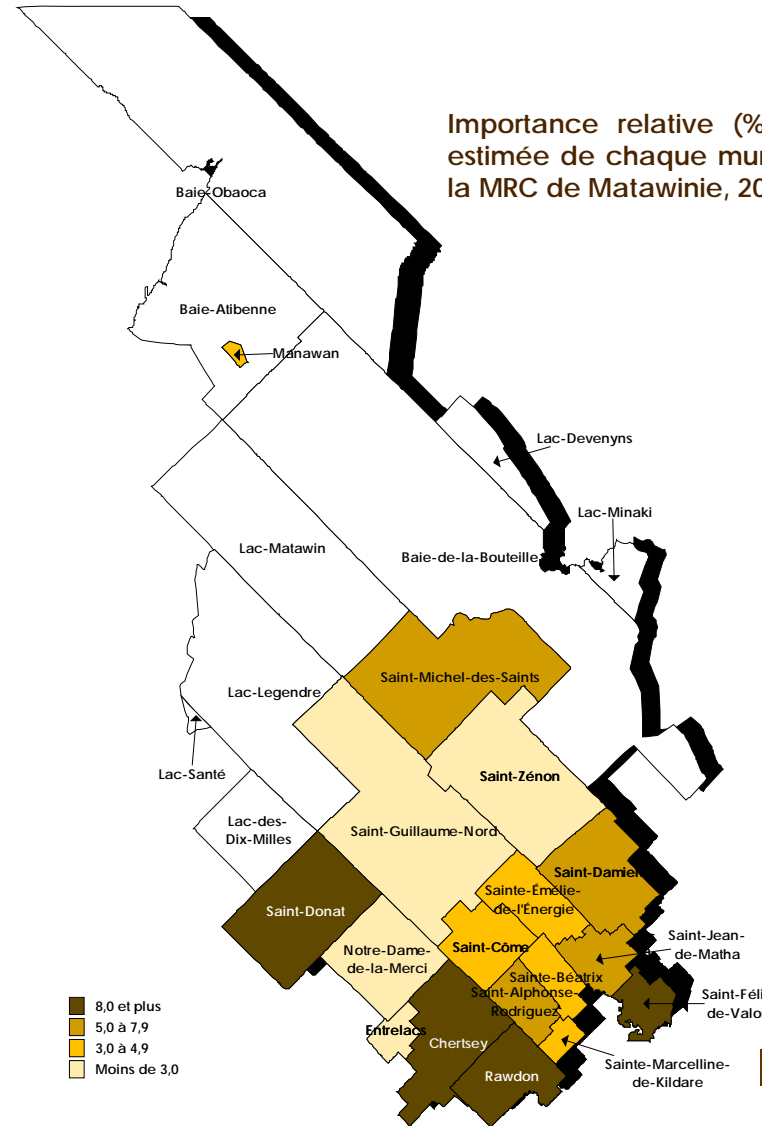 Importance relative (%
estimée de chaque mun
la MRC de Matawinie, 20
Baie-Obaoca
Baie-Atibenne
Manawan
Lac-Devenyns
Lac-Minaki
Lac-Matawin
Baie-de-la-Bouteille
Saint-Michel-des-Saints
Lac-Legendre
Lac-Santé
Saint-Zénon
Lac-des-
Dix-Milles
Saint-Guillaume-Nord
Saint-Damien
Sainte-Émélie-
de-l'Énergie
Saint-Donat
Saint-Jean-
de-Matha
Notre-Dame-
de-la-Merci
Saint-Côme
Sainte-Béatrix
Saint-Alphonse-
Rodriguez
Saint-Féli
de-Valo
Entrelacs
Chertsey
Rawdon
Sainte-Marcelline-
de-Kildare
8,0 et plus
5,0 à 7,9
3,0 à 4,9
Moins de 3,0